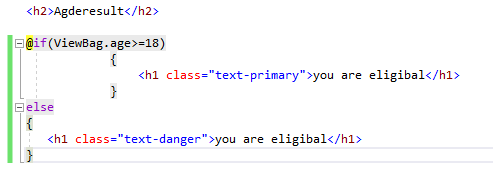 <h2>Agderesult</h2>
@if(ViewBag.age>=18)
{
<h1 class="text-primary">you are eligibal</h1>
}
else
{
<h1 class="text-danger">you are eligibal</h1>
}